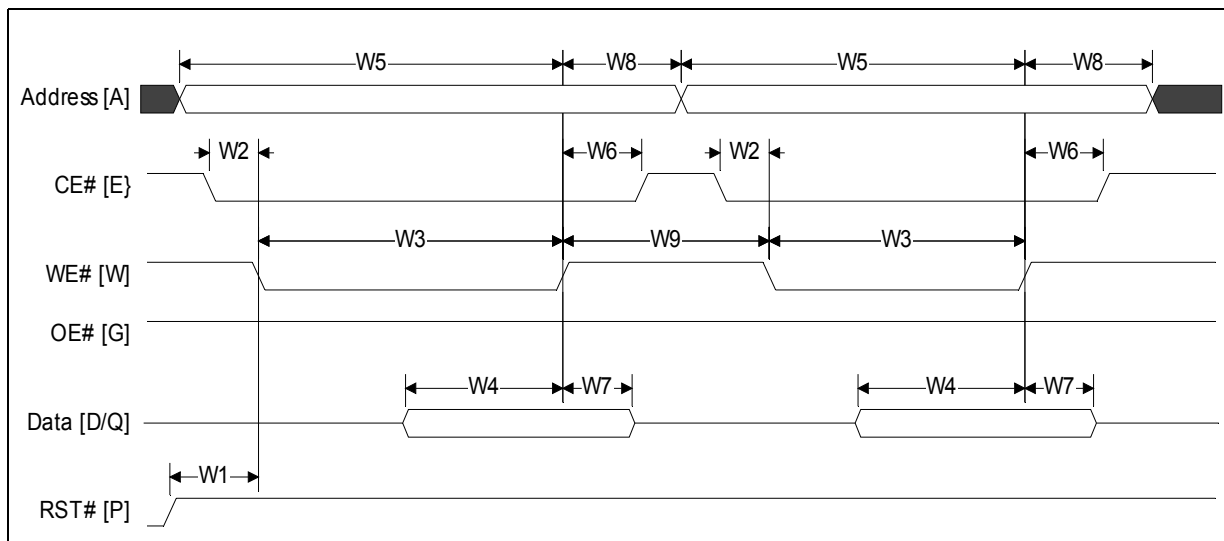 W5 W8 W5 W8
Address [A]
W2 W6 W2 W6
CE# [E}
W3 W9 W3
WE# [W]
OE# [G]
W4 W7 W4 W7
Data [D/Q]
W1
RST# [P]